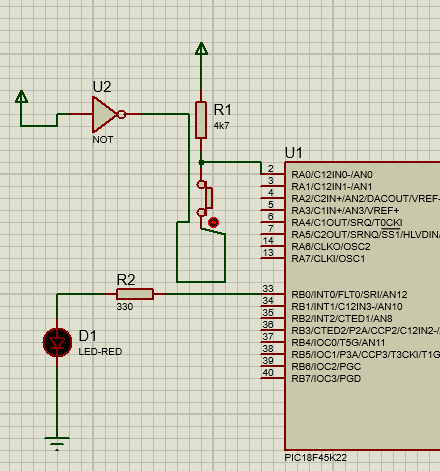 U2
NOT
R1
4k7
U1
2 RA0/C12IN0-/AN0
3 RA1/C12IN1-/AN1
4 RA2/C12IN+/AN2/DACOUT/VREF-
5 RA3/C1IN+/AN3/VREF+
6 RA4/C1OUT/SRQ/T0CKI
7 RA5/C2OUT/SRNQ/SS1/HLVDIN/
14 RA6/CLKO/OSC2
13 RA7/CLKI/OSC1
33 RB0/INT0/FLT0/SRI/AN12
34 RB1/INT1/C12IN3-/AN10
35 RB2/INT2/CTED1/AN8
36 RB3/CTED2/P2A/CCP2/C12IN2-/
37 RB4/IOC0/T5G/AN11
38 RB5/IOC1/P3A/CCP3/T3CKI/T1G
39 RB6/IOC2/PGC
40 RB7/IOC3/PGD
R2
330
D1
LED-RED
PIC18F45K22